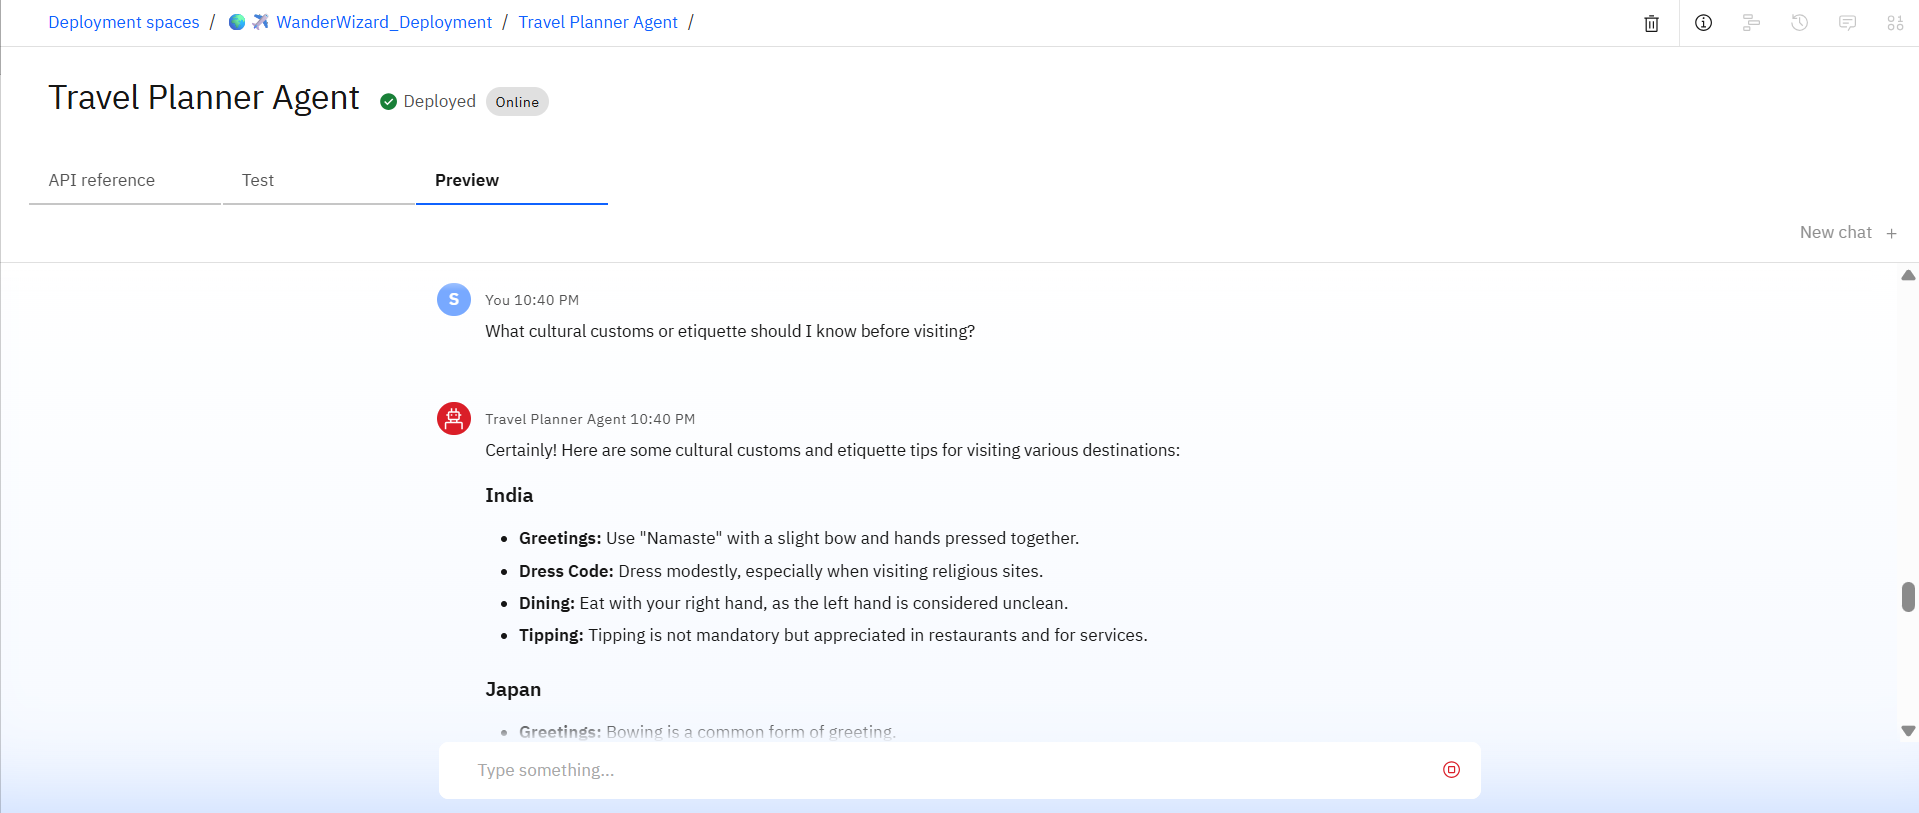 Deployment spaces / 🌍 ✈️ WanderWizard_Deployment / Travel Planner Agent /
Travel Planner Agent Deployed Online
API reference Test Preview
New chat +
S You 10:40 PM
What cultural customs or etiquette should I know before visiting?
Travel Planner Agent 10:40 PM
Certainly! Here are some cultural customs and etiquette tips for visiting various destinations:
India
• Greetings: Use "Namaste" with a slight bow and hands pressed together.
• Dress Code: Dress modestly, especially when visiting religious sites.
• Dining: Eat with your right hand, as the left hand is considered unclean.
• Tipping: Tipping is not mandatory but appreciated in restaurants and for services.
Japan
• Greetings: Bowing is a common form of greeting.
Type something...